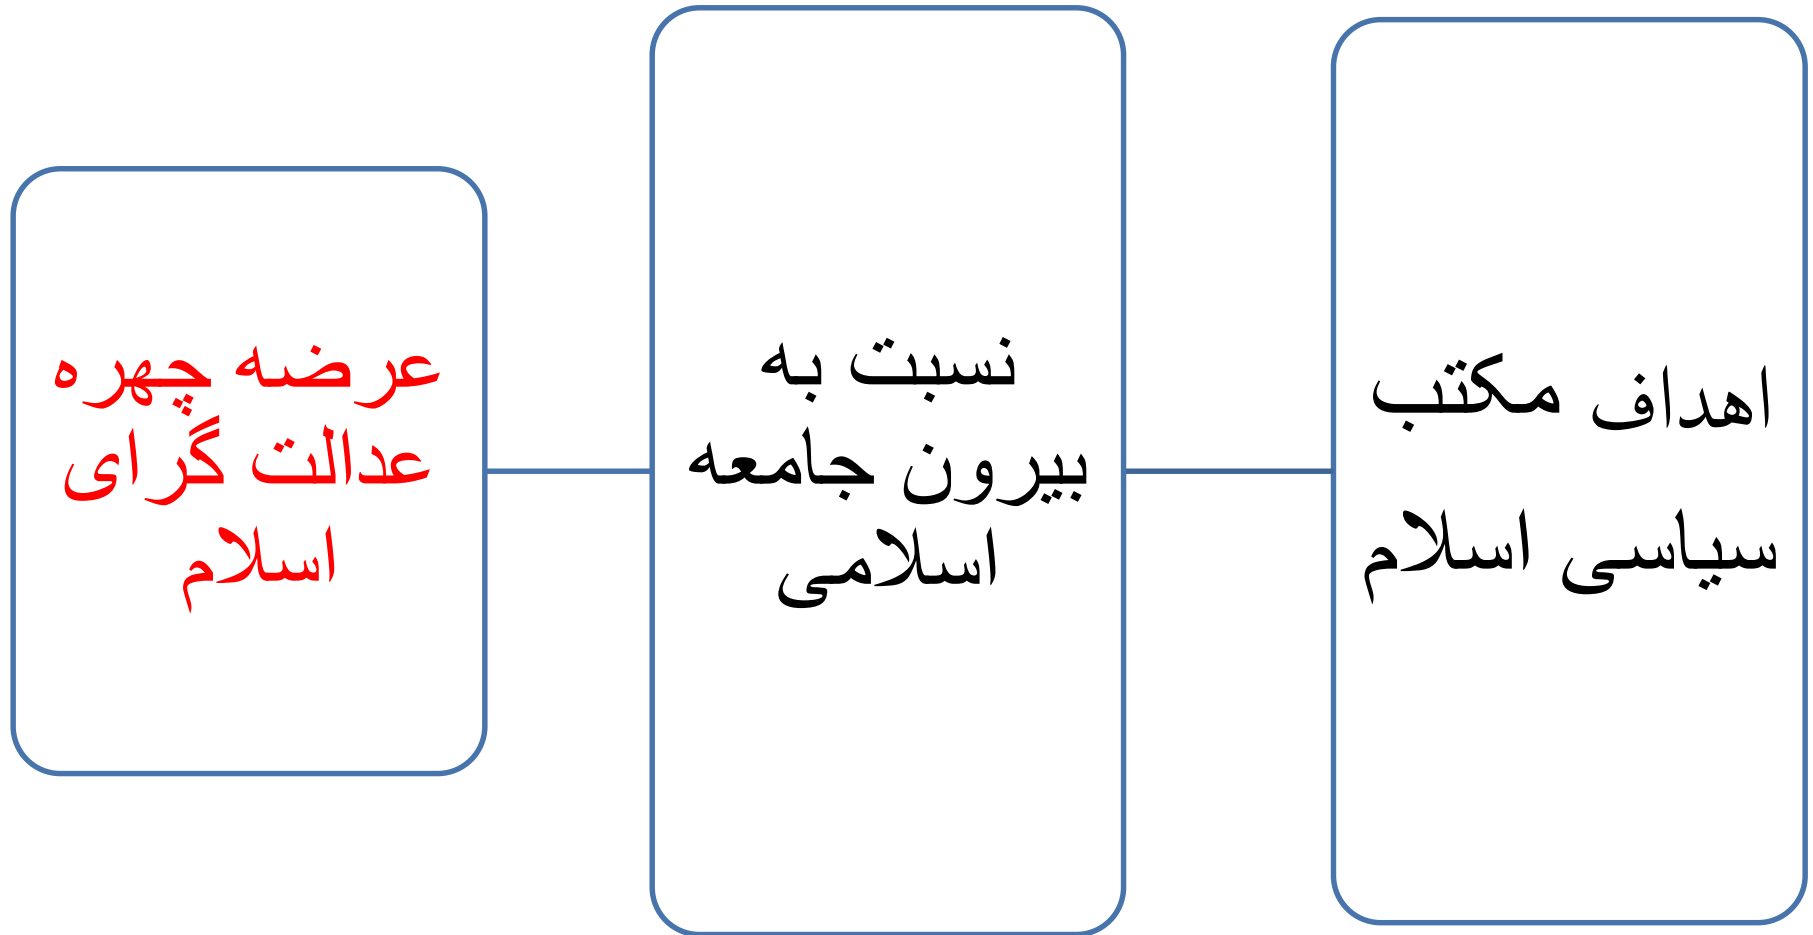 اهداف مکتب
سیاسی اسلام
نسبت به
بیرون جامعه
اسلامی
عرضه چهره
عدالت گرای
اسلام